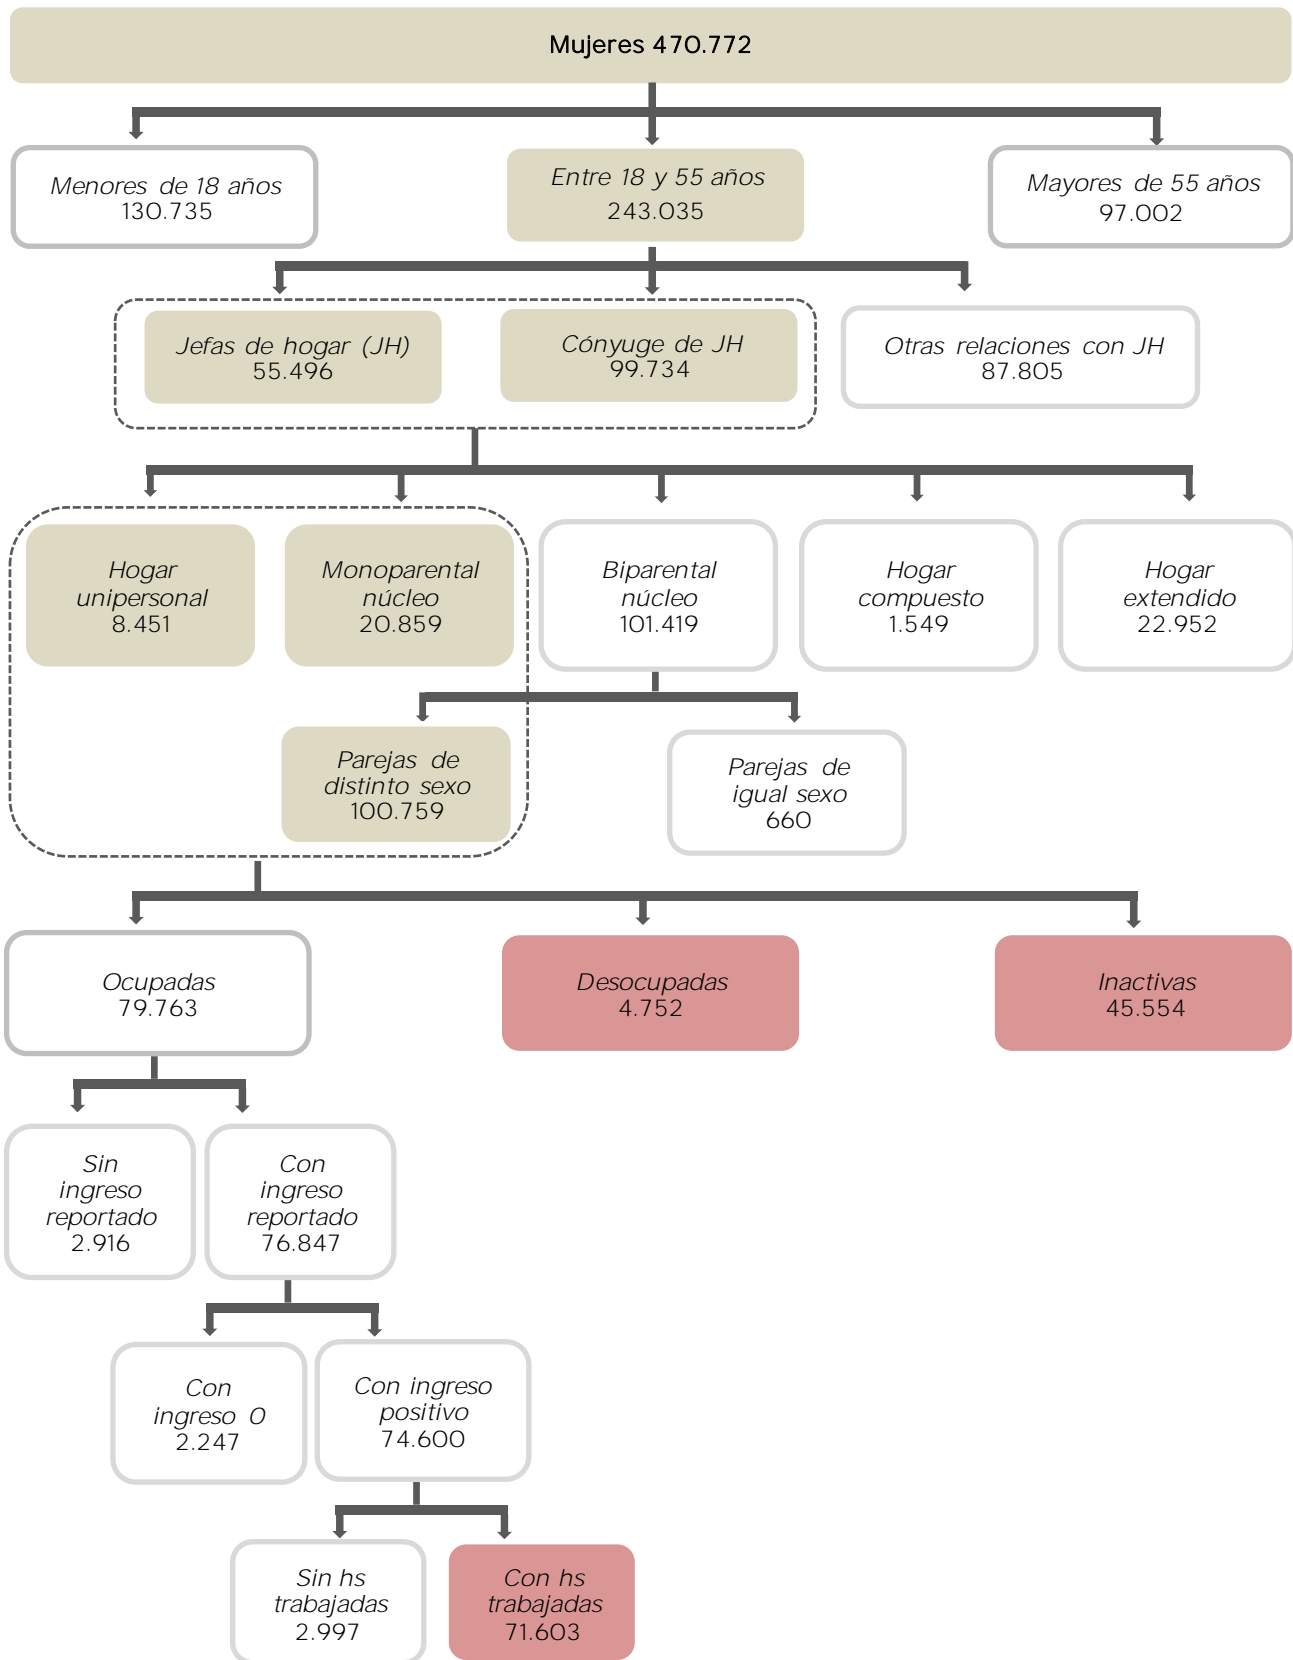 Mujeres 470.772
Menores de 18 años
130.735
Entre 18 y 55 años
243.035
Mayores de 55 años
97.002
Jefas de hogar (JH)
55.496
Cónyuge de JH
99.734
Otras relaciones con JH
87.805
Hogar
unipersonal
8.451
Monoparental
núcleo
20.859
Biparental
núcleo
101.419
Hogar
compuesto
1.549
Hogar
extendido
22.952
Parejas de
distinto sexo
100.759
Parejas de
igual sexo
660
Ocupadas
79.763
Desocupadas
4.752
Inactivas
45.554
Sin
ingreso
reportado
2.916
Con
ingreso
reportado
76.847
Con
ingreso 0
2.247
Con ingreso
positivo
74.600
Sin hs
trabajadas
2.997
Con hs
trabajadas
71.603